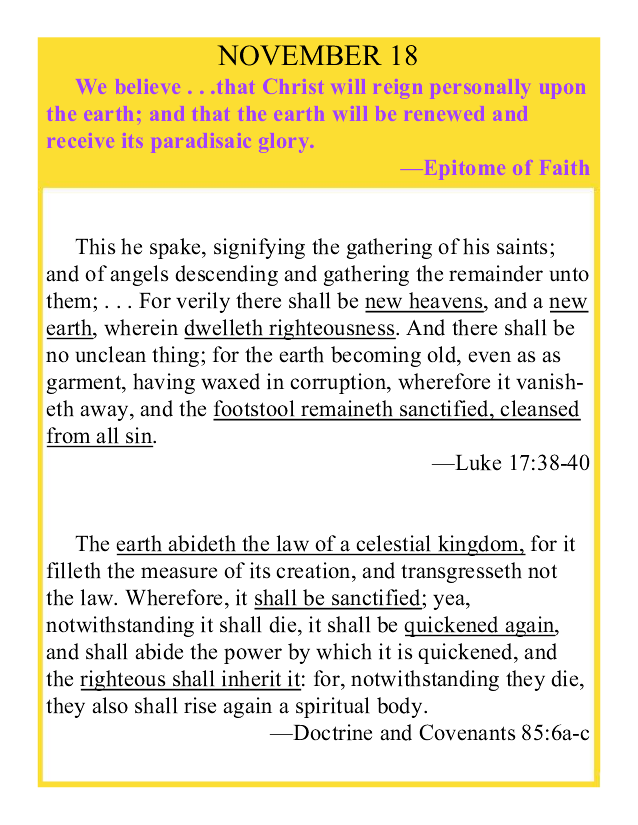 NOVEMBER 18
We believe . . .that Christ will reign personally upon
the earth; and that the earth will be renewed and
receive its paradisaic glory.
—Epitome of Faith
This he spake, signifying the gathering of his saints;
and of angels descending and gathering the remainder unto
them; . . . For verily there shall be new heavens, and a new
earth, wherein dwelleth righteousness. And there shall be
no unclean thing; for the earth becoming old, even as as
garment, having waxed in corruption, wherefore it vanish-
eth away, and the footstool remaineth sanctified, cleansed
from all sin.
—Luke 17:38-40
The earth abideth the law of a celestial kingdom, for it
filleth the measure of its creation, and transgresseth not
the law. Wherefore, it shall be sanctified; yea,
notwithstanding it shall die, it shall be quickened again,
and shall abide the power by which it is quickened, and
the righteous shall inherit it: for, notwithstanding they die,
they also shall rise again a spiritual body.
—Doctrine and Covenants 85:6a-c